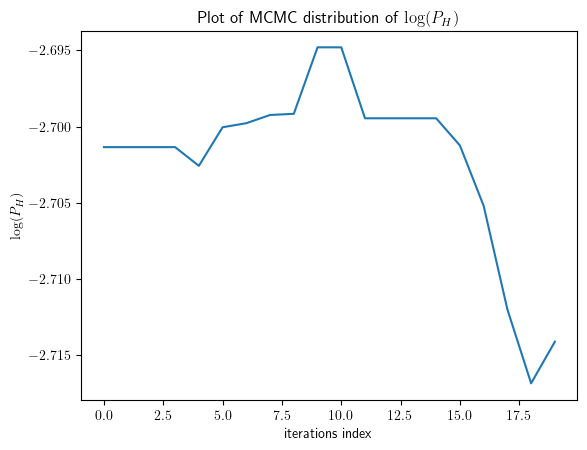 Plot of MCMC distribution of log(P_H)
−2.695
−2.700
−2.705
−2.710
−2.715
log(P_H)
0.0 2.5 5.0 7.5 10.0 12.5 15.0 17.5
iterations index